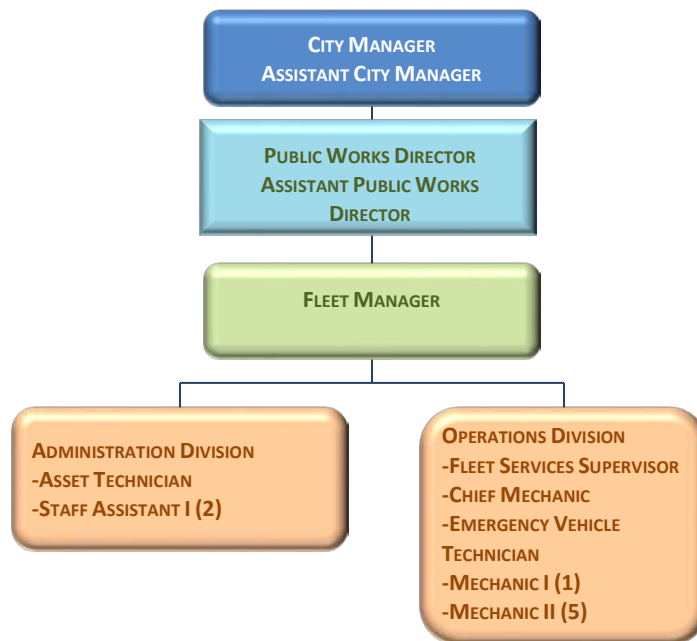 CITY MANAGER
ASSISTANT CITY MANAGER
PUBLIC WORKS DIRECTOR
ASSISTANT PUBLIC WORKS
DIRECTOR
FLEET MANAGER
ADMINISTRATION DIVISION
-ASSET TECHNICIAN
-STAFF ASSISTANT I (2)
OPERATIONS DIVISION
-FLEET SERVICES SUPERVISOR
-CHIEF MECHANIC
-EMERGENCY VEHICLE
TECHNICIAN
-MECHANIC I (1)
-MECHANIC II (5)